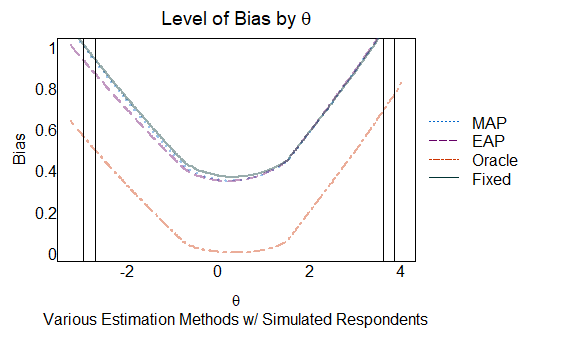 Level of Bias by θ
1
0.8
0.6
0.4
0.2
0
Bias
-2
0
2
4
θ
Various Estimation Methods w/ Simulated Respondents
MAP
EAP
Oracle
Fixed